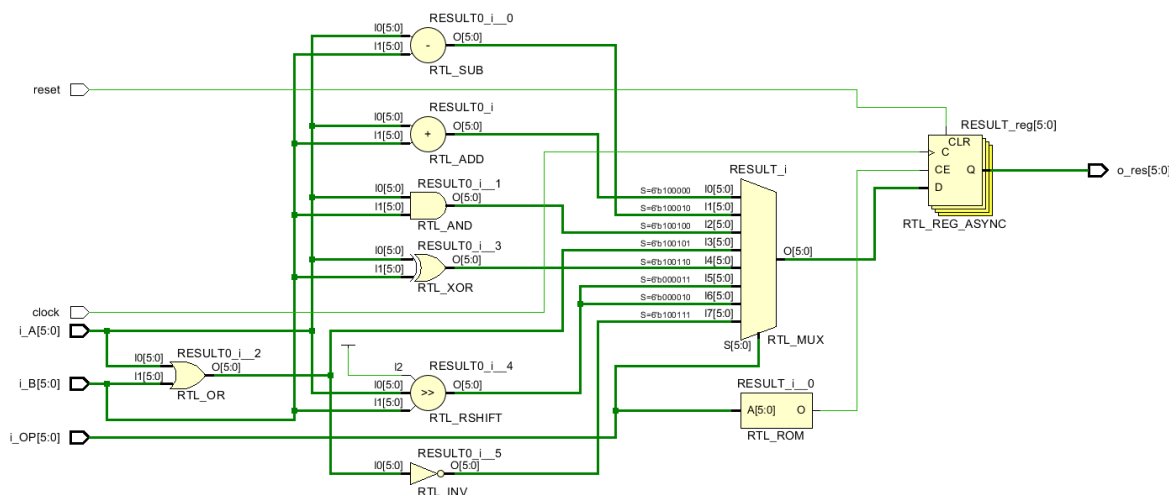 RESULT0_i__0
I0[5:0]
I1[5:0]
-
O[5:0]
RTL_SUB
reset
RESULT0_i
I0[5:0]
I1[5:0]
+
O[5:0]
RTL_ADD
RESULT0_i__1
I0[5:0]
I1[5:0]
O[5:0]
RTL_AND
RESULT0_i__3
I0[5:0]
I1[5:0]
O[5:0]
RTL_XOR
clock
i_A[5:0]
i_B[5:0]
i_OP[5:0]
RESULT0_i__2
I0[5:0]
I1[5:0]
O[5:0]
RTL_OR
RESULT0_i__4
I2
I0[5:0]
I1[5:0]
>>
O[5:0]
RTL_RSHIFT
RESULT0_i__5
I0[5:0]
O[5:0]
RTL_INV
RESULT_i
S=6'b100000 I0[5:0]
S=6'b100010 I1[5:0]
S=6'b100100 I2[5:0]
S=6'b100101 I3[5:0]
S=6'b100110 I4[5:0]
S=6'b000011 I5[5:0]
S=6'b000010 I6[5:0]
S=6'b100111 I7[5:0]
O[5:0]
S[5:0]
RTL_MUX
RESULT_i__0
A[5:0] O
RTL_ROM
RESULT_reg[5:0]
CLR
C
CE
Q
D
RTL_REG_ASYNC
o_res[5:0]